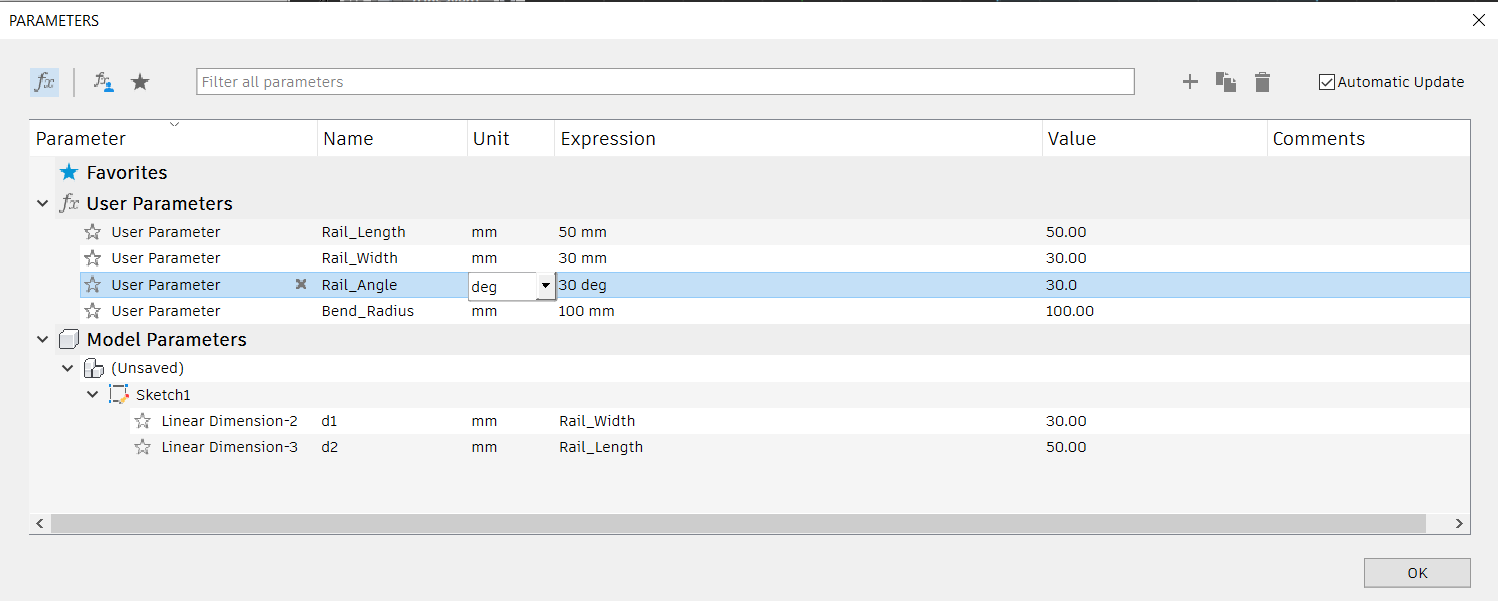 PARAMETERS
fx fx Filter all parameters Automatic Update
Parameter Name Unit Expression Value Comments
Favorites
fx User Parameters
User Parameter Rail_Length mm 50 mm 50.00
User Parameter Rail_Width mm 30 mm 30.00
User Parameter Rail_Angle deg 30 deg 30.0
User Parameter Bend_Radius mm 100 mm 100.00
Model Parameters
(Unsaved)
Sketch1
Linear Dimension-2 d1 mm Rail_Width 30.00
Linear Dimension-3 d2 mm Rail_Length 50.00
OK